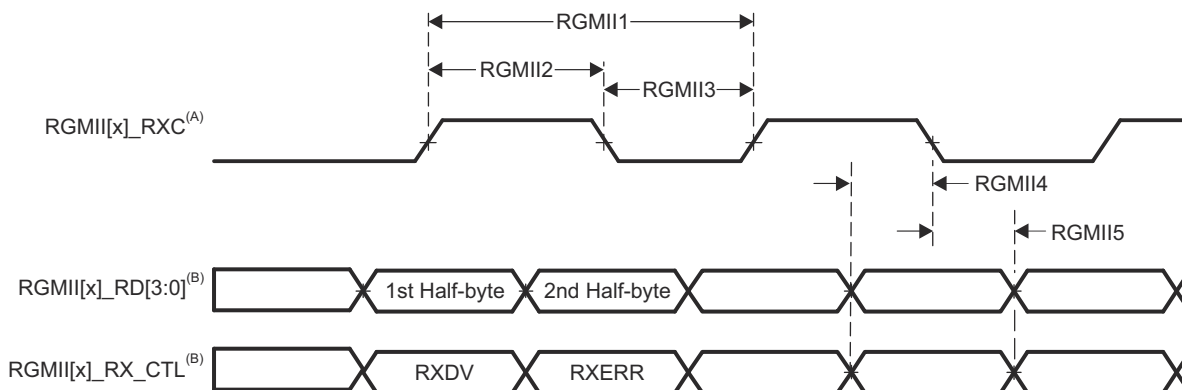 RGMII1
RGMII2
RGMII3
RGMII[x]_RXC(A)
RGMII4
RGMII5
RGMII[x]_RD[3:0](B)
1st Half-byte
2nd Half-byte
RGMII[x]_RX_CTL(B)
RXDV
RXERR